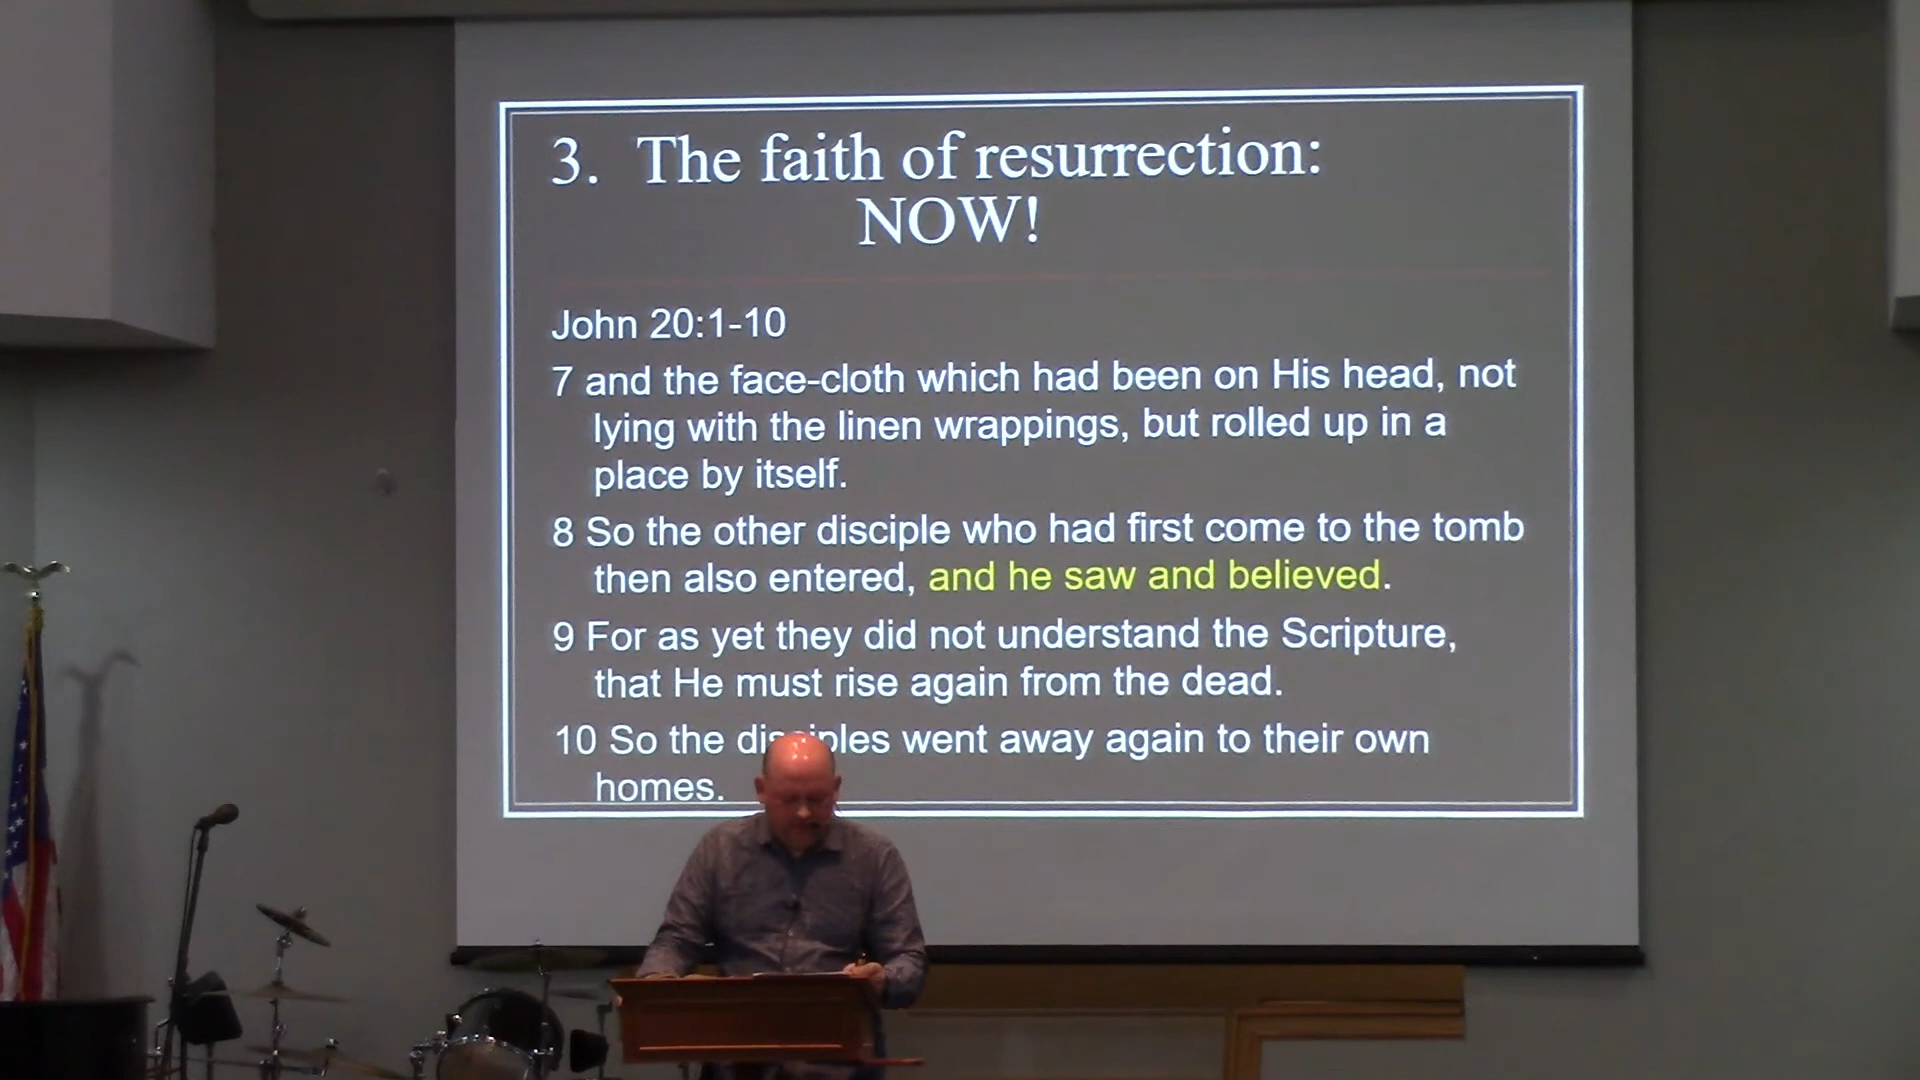 3. The faith of resurrection:
NOW!
John 20:1-10
7 and the face-cloth which had been on His head, not
lying with the linen wrappings, but rolled up in a
place by itself.
8 So the other disciple who had first come to the tomb
then also entered, and he saw and believed.
9 For as yet they did not understand the Scripture,
that He must rise again from the dead.
10 So the disciples went away again to their own
homes.